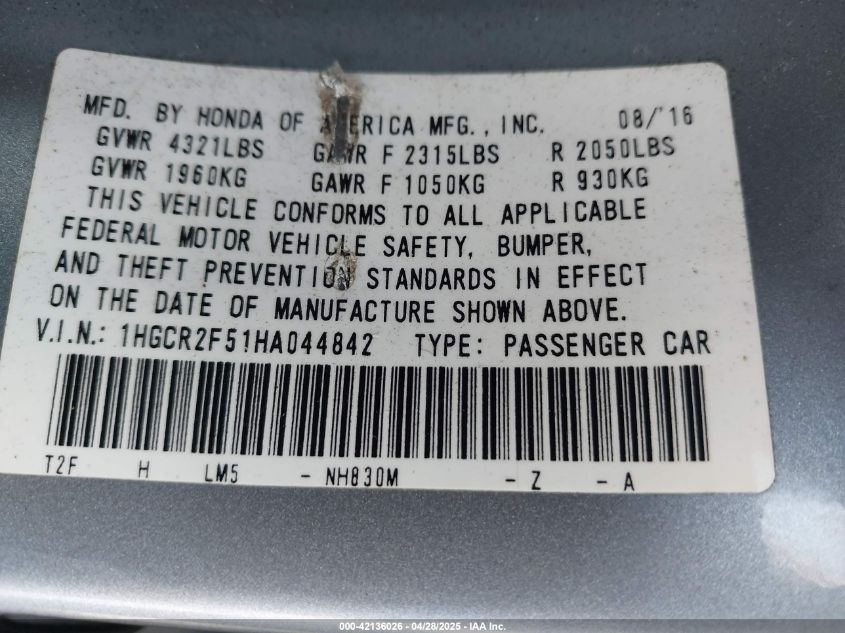 MFD. BY HONDA OF AMERICA MFG., INC. 08/'16
GVWR 4321LBS GAWR F 2315LBS R 2050LBS
GVWR 1960KG GAWR F 1050KG R 930KG
THIS VEHICLE CONFORMS TO ALL APPLICABLE
FEDERAL MOTOR VEHICLE SAFETY, BUMPER,
AND THEFT PREVENTION STANDARDS IN EFFECT
ON THE DATE OF MANUFACTURE SHOWN ABOVE.
V.I.N.: 1HGCR2F51HA044842 TYPE: PASSENGER CAR
T2F H LM5 - NH830M - Z - A
000-42136026 | 04/28/2025 - IAA Inc.